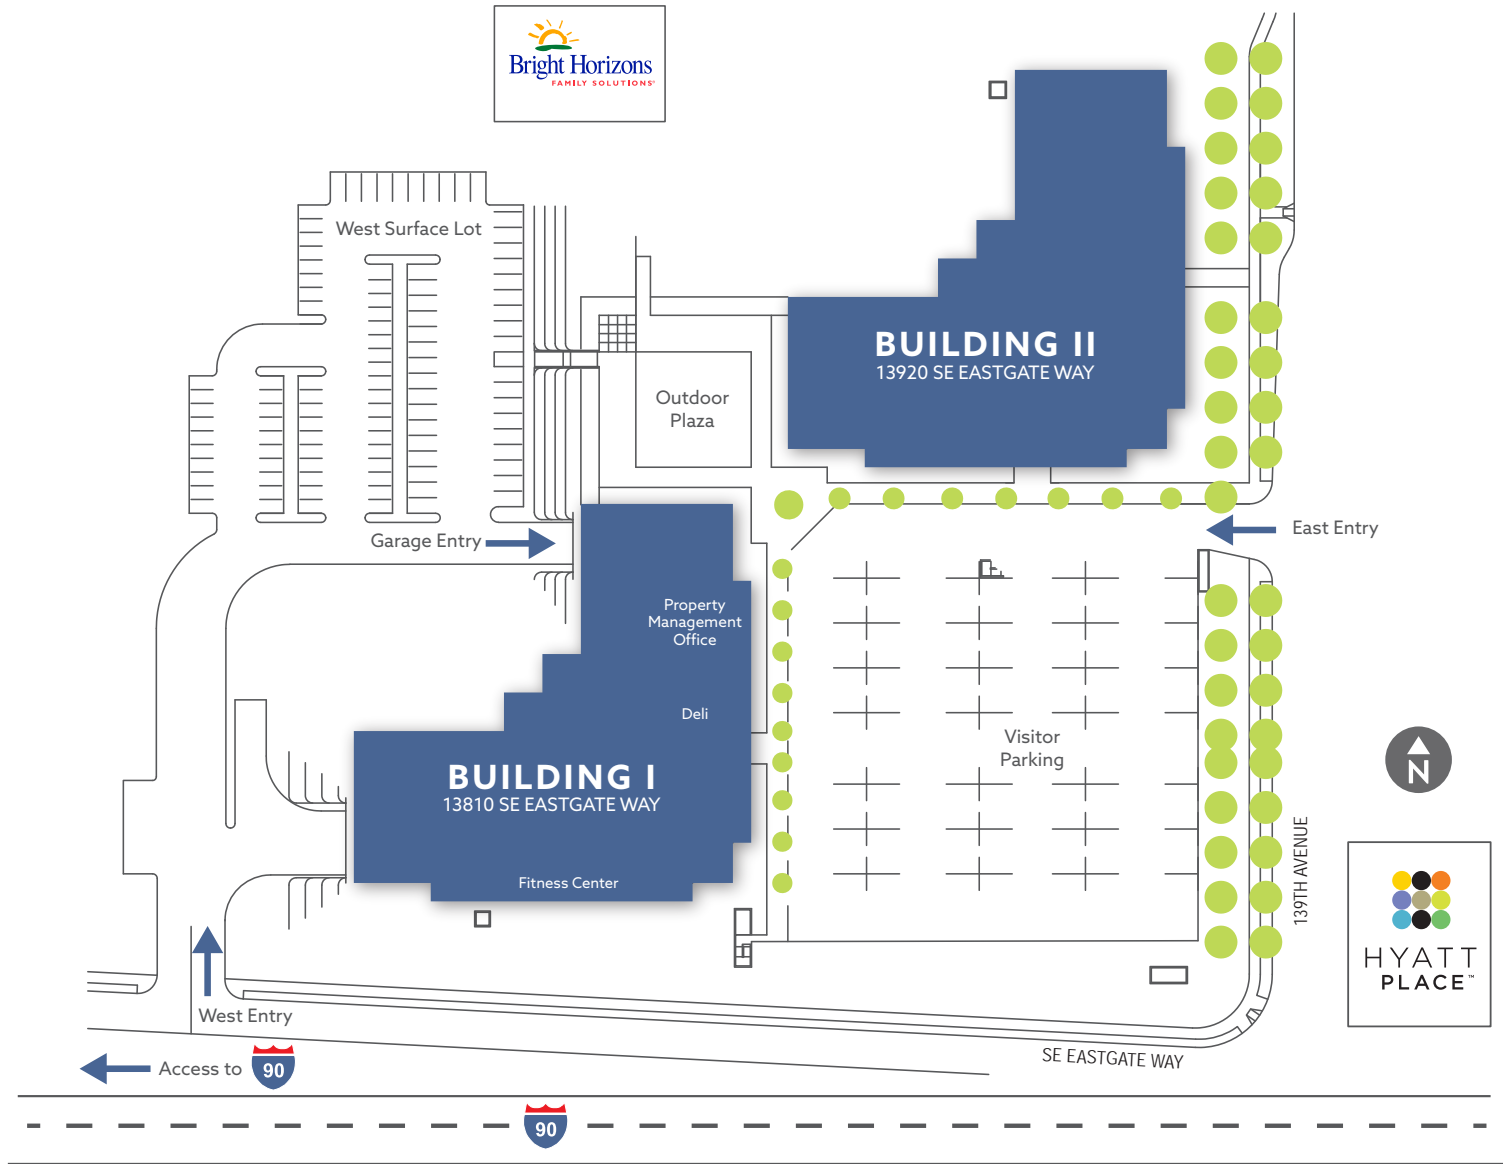 Bright Horizons
FAMILY SOLUTIONS
West Surface Lot
BUILDING II
13920 SE EASTGATE WAY
Outdoor
Plaza
Garage Entry
East Entry
Property
Management
Office
Deli
Visitor
Parking
BUILDING I
13810 SE EASTGATE WAY
Fitness Center
N
139TH AVENUE
HYATT
PLACE™
West Entry
SE EASTGATE WAY
Access to 90
90